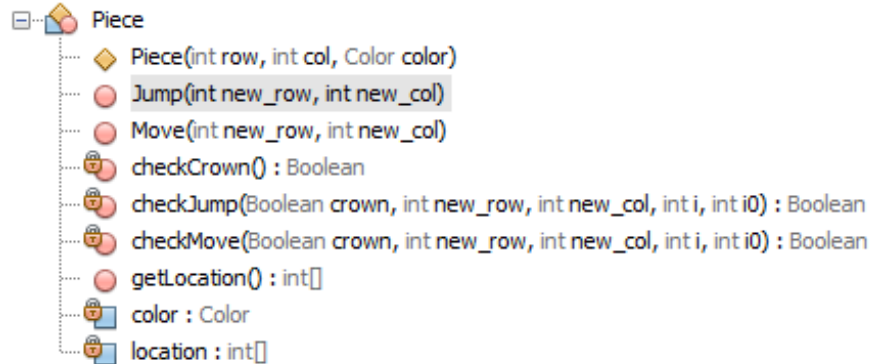 Piece
Piece(int row, int col, Color color)
Jump(int new_row, int new_col)
Move(int new_row, int new_col)
checkCrown() : Boolean
checkJump(Boolean crown, int new_row, int new_col, int i, int i0) : Boolean
checkMove(Boolean crown, int new_row, int new_col, int i, int i0) : Boolean
getLocation() : int[]
color : Color
location : int[]